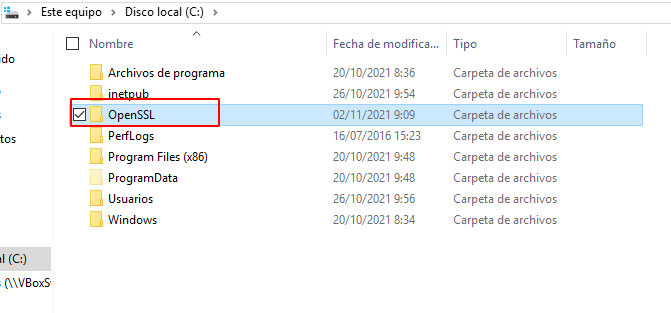 Este equipo > Disco local (C:) >
Nombre Fecha de modifica... Tipo Tamaño
Archivos de programa 20/10/2021 8:36 Carpeta de archivos
inetpub 26/10/2021 9:54 Carpeta de archivos
OpenSSL 02/11/2021 9:09 Carpeta de archivos
PerfLogs 16/07/2016 15:23 Carpeta de archivos
Program Files (x86) 20/10/2021 9:48 Carpeta de archivos
ProgramData 20/10/2021 9:48 Carpeta de archivos
Usuarios 26/10/2021 9:56 Carpeta de archivos
Windows 20/10/2021 8:34 Carpeta de archivos
ido
s
tos
al (C:)
s (\\VBoxS